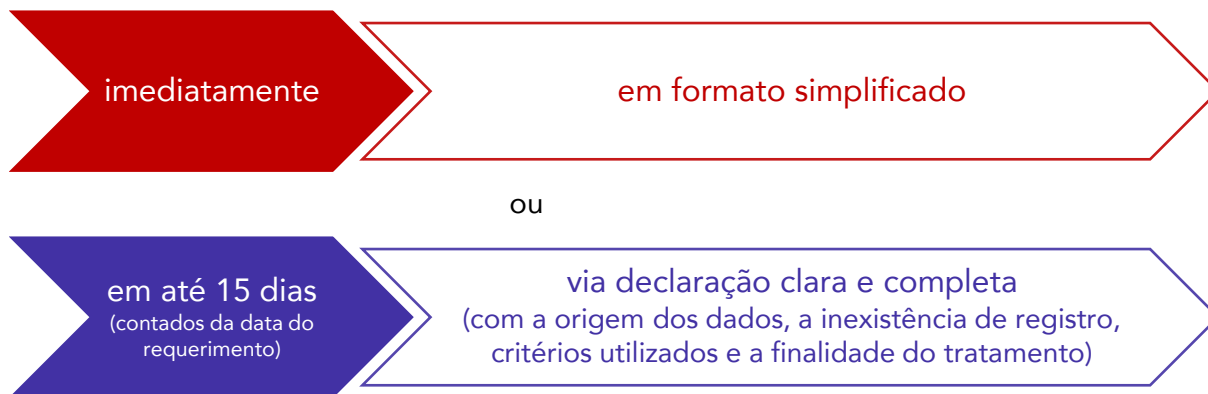 imediatamente
em formato simplificado
ou
em até 15 dias
(contados da data do
requerimento)
via declaração clara e completa
(com a origem dos dados, a inexistência de registro,
critérios utilizados e a finalidade do tratamento)